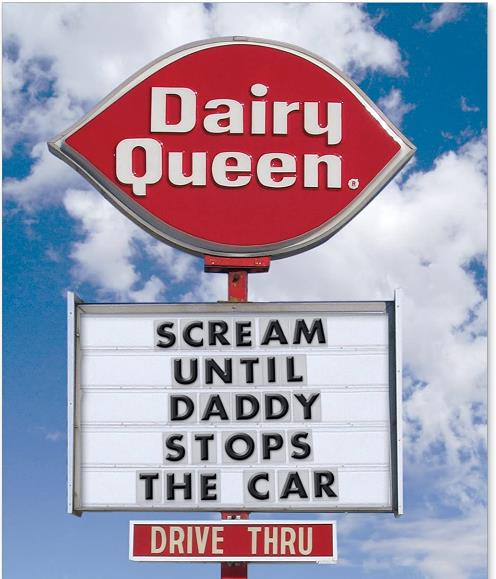 Dairy
Queen®
SCREAM
UNTIL
DADDY
STOPS
THE CAR
DRIVE THRU